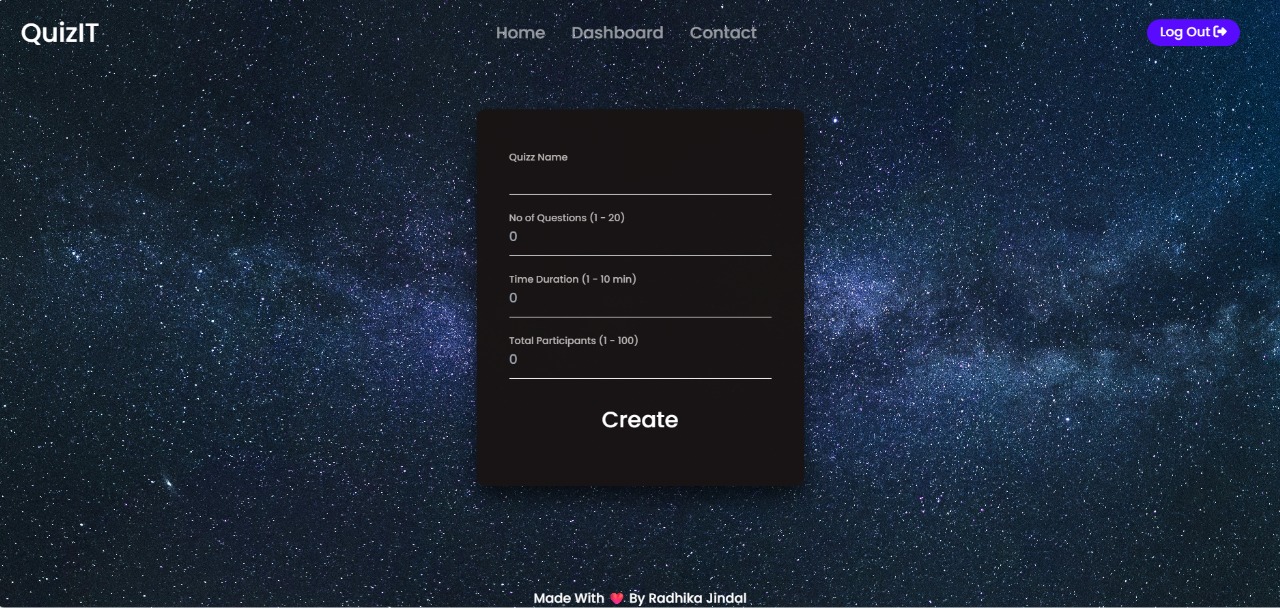 QuizIT
Home Dashboard Contact
Log Out
Quizz Name
No of Questions (1 - 20)
0
Time Duration (1 - 10 min)
0
Total Participants (1 - 100)
0
Create
Made With ❤️ By Radhika Jindal